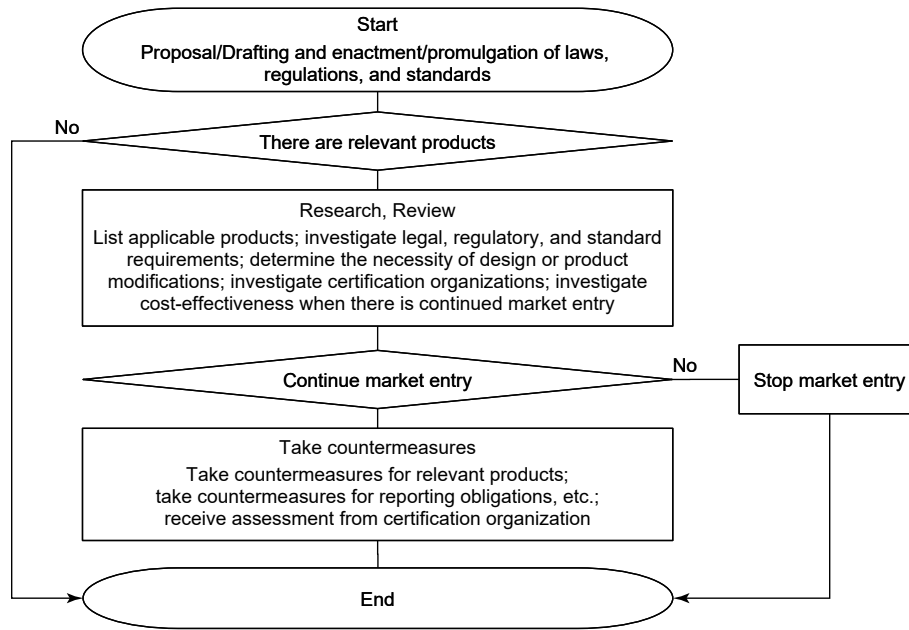 Start
Proposal/Drafting and enactment/promulgation of laws,
regulations, and standards
No
There are relevant products
Research, Review
List applicable products; investigate legal, regulatory, and standard
requirements; determine the necessity of design or product
modifications; investigate certification organizations; investigate
cost-effectiveness when there is continued market entry
Continue market entry
No
Stop market entry
Take countermeasures
Take countermeasures for relevant products;
take countermeasures for reporting obligations, etc.;
receive assessment from certification organization
End